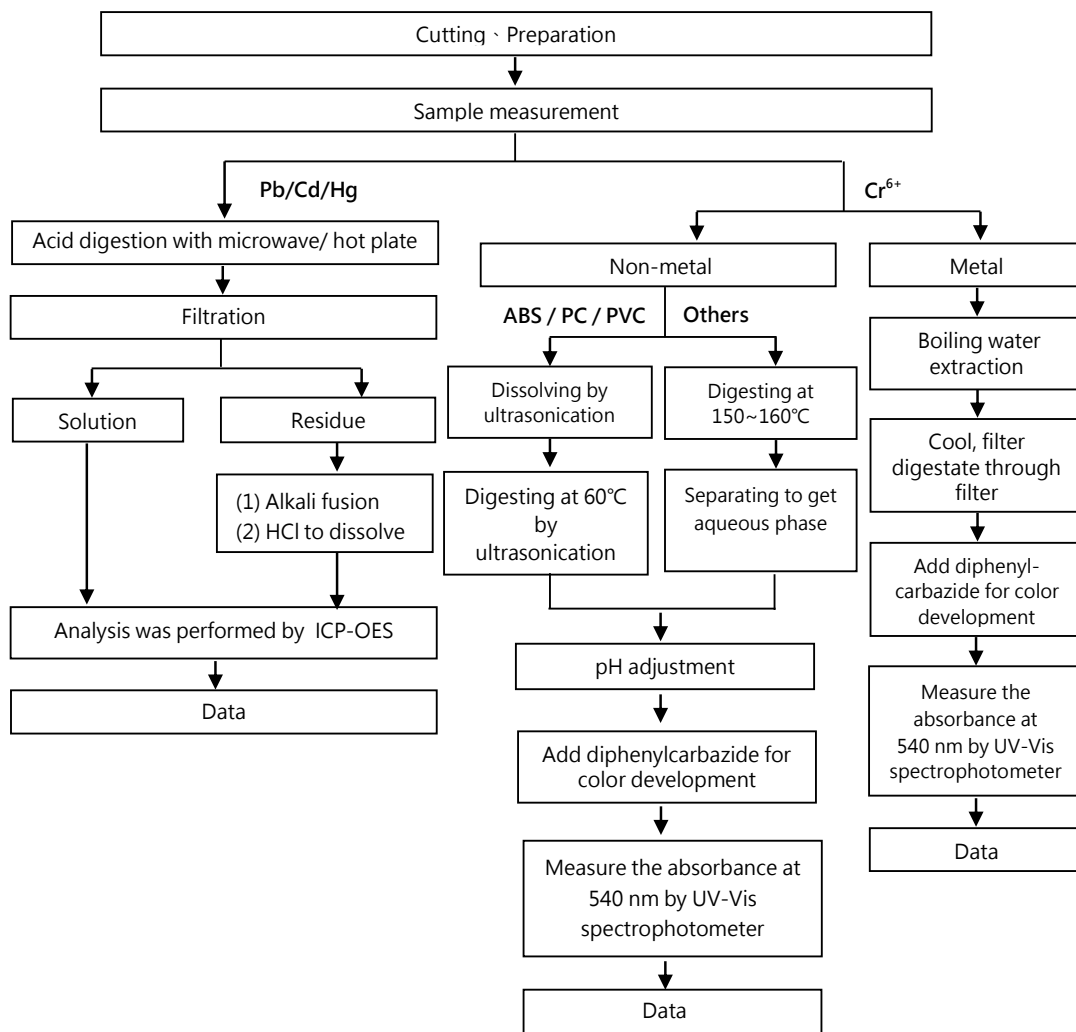 Cutting、Preparation
Sample measurement
Pb/Cd/Hg
Cr⁶⁺
Acid digestion with microwave/ hot plate
Filtration
Solution
Residue
(1) Alkali fusion
(2) HCl to dissolve
Analysis was performed by ICP-OES
Data
Non-metal
ABS / PC / PVC
Others
Dissolving by
ultrasonication
Digesting at
150~160℃
Digesting at 60℃
by
ultrasonication
Separating to get
aqueous phase
pH adjustment
Add diphenylcarbazide for
color development
Measure the absorbance at
540 nm by UV-Vis
spectrophotometer
Data
Metal
Boiling water
extraction
Cool, filter
digestate through
filter
Add diphenyl-
carbazide for color
development
Measure the
absorbance at
540 nm by UV-Vis
spectrophotometer
Data